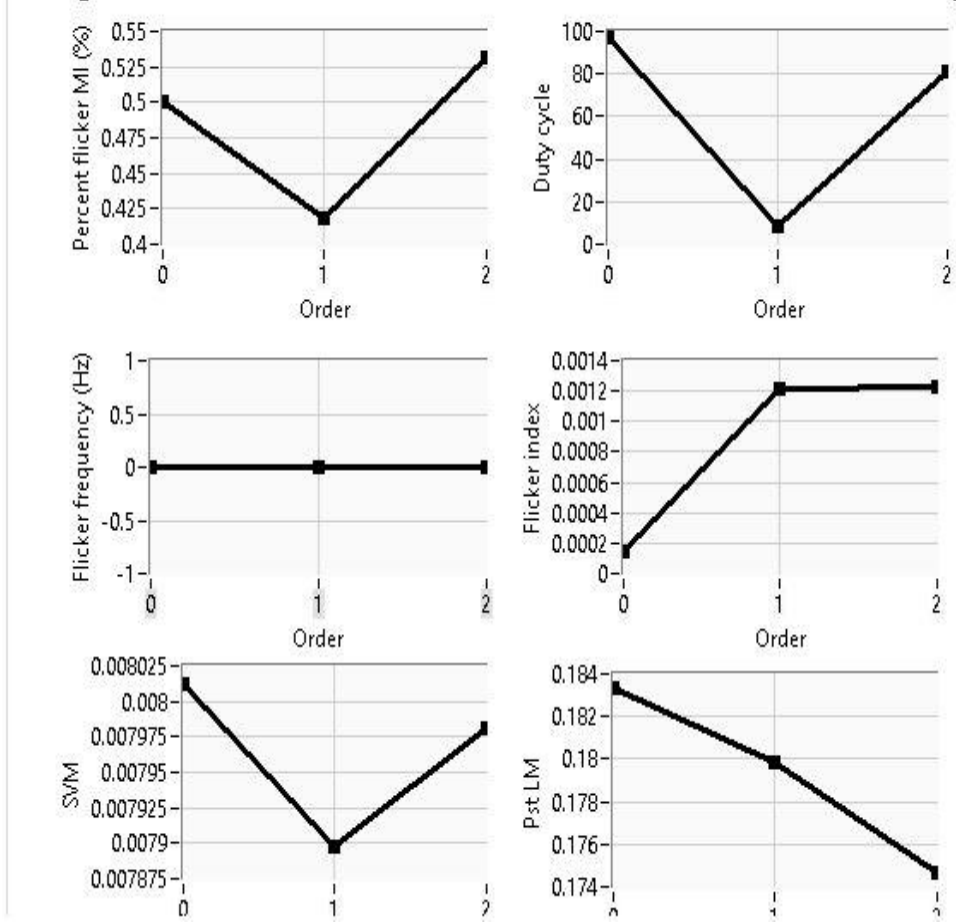 Percent flicker MI (%)
0.55
0.525
0.5
0.475
0.45
0.425
0.4
0 1 2
Order
Duty cycle
100
80
60
40
20
0
0 1 2
Order
Flicker frequency (Hz)
1
0.5
0
-0.5
-1
0 1 2
Order
Flicker index
0.0014
0.0012
0.001
0.0008
0.0006
0.0004
0.0002
0
0 1 2
Order
SVM
0.008025
0.008
0.007975
0.00795
0.007925
0.0079
0.007875
0 1 2
Pst LM
0.184
0.182
0.18
0.178
0.176
0.174